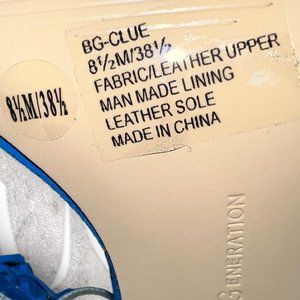 BG-CLUE
8½M/38½
FABRIC/LEATHER UPPER
MAN MADE LINING
LEATHER SOLE
MADE IN CHINA
8½M/38½
G ENERATION